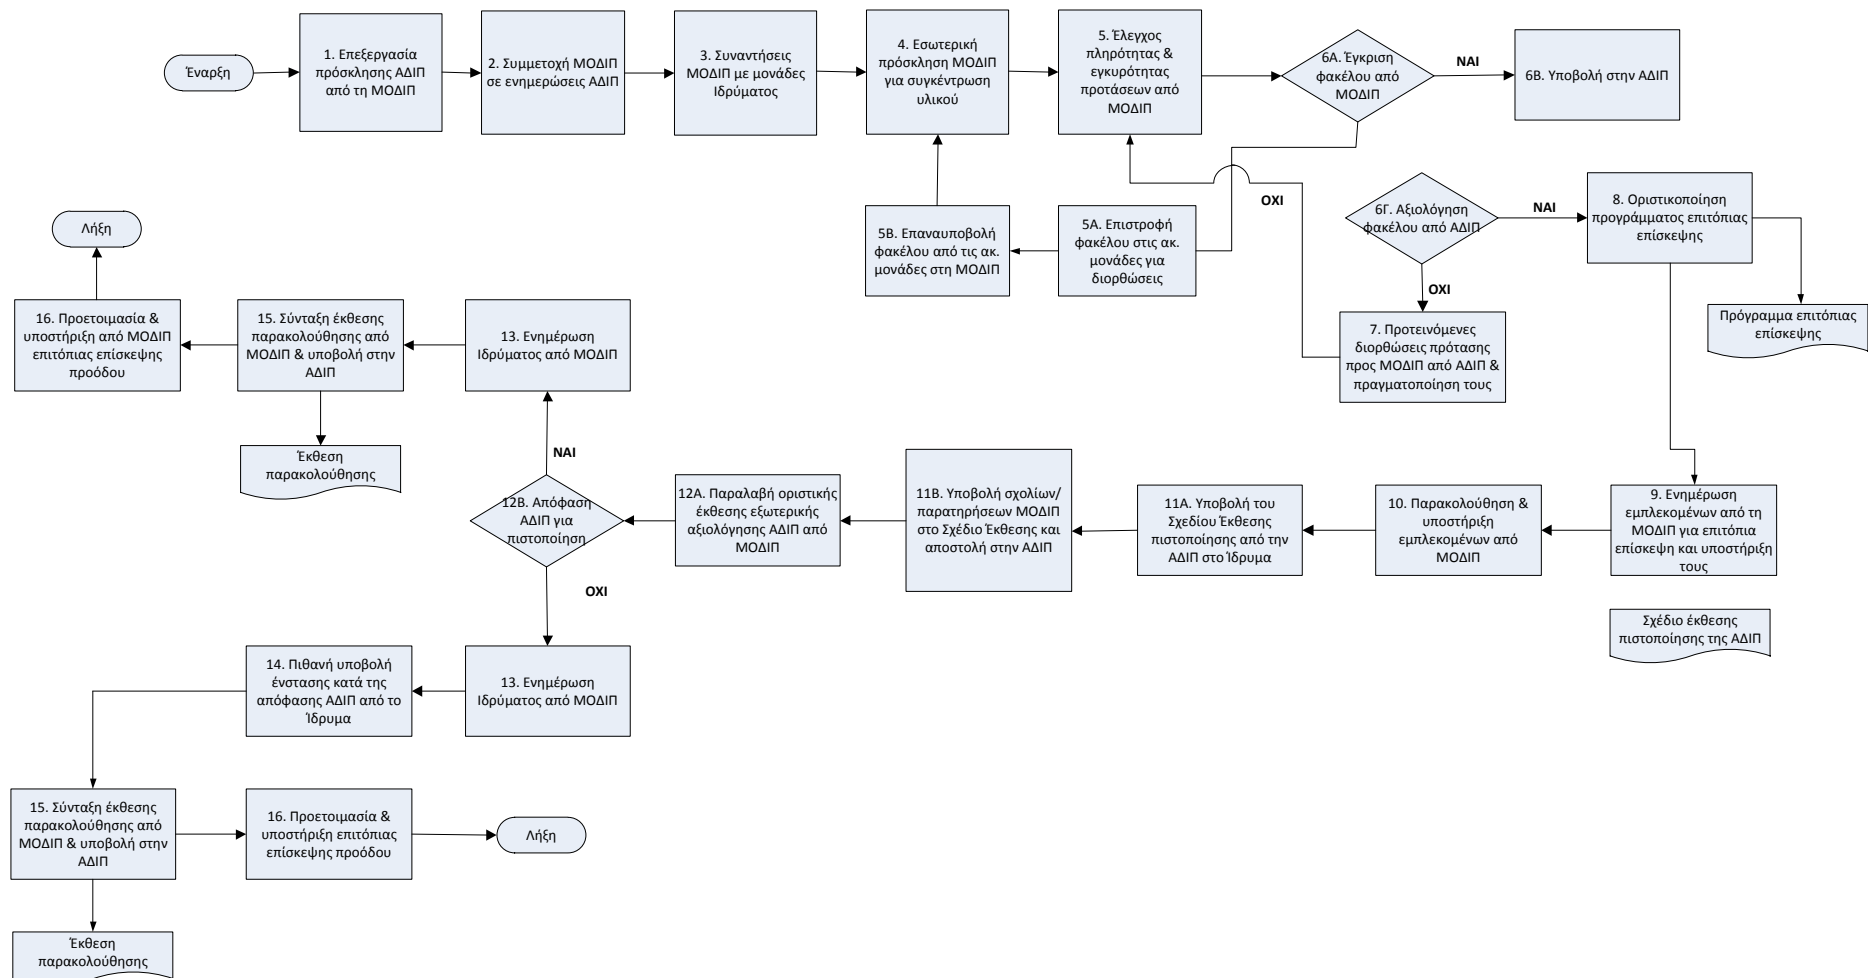 Έναρξη
1. Επεξεργασία
πρόσκλησης ΑΔΙΠ
από τη ΜΟΔΙΠ
2. Συμμετοχή ΜΟΔΙΠ
σε ενημερώσεις ΑΔΙΠ
3. Συναντήσεις
ΜΟΔΙΠ με μονάδες
Ιδρύματος
4. Εσωτερική
πρόσκληση ΜΟΔΙΠ
για συγκέντρωση
υλικού
5. Έλεγχος
πληρότητας &
εγκυρότητας
προτάσεων από
ΜΟΔΙΠ
6Α. Έγκριση
φακέλου από
ΜΟΔΙΠ
ΝΑΙ
6Β. Υποβολή στην ΑΔΙΠ
Λήξη
5Β. Επαναυποβολή
φακέλου από τις ακ.
μονάδες στη ΜΟΔΙΠ
5Α. Επιστροφή
φακέλου στις ακ.
μονάδες για
διορθώσεις
ΟΧΙ
6Γ. Αξιολόγηση
φακέλου από ΑΔΙΠ
ΝΑΙ
8. Οριστικοποίηση
προγράμματος επιτόπιας
επίσκεψης
ΟΧΙ
16. Προετοιμασία &
υποστήριξη από ΜΟΔΙΠ
επιτόπιας επίσκεψης
προόδου
15. Σύνταξη έκθεσης
παρακολούθησης από
ΜΟΔΙΠ & υποβολή στην
ΑΔΙΠ
13. Ενημέρωση
Ιδρύματος από ΜΟΔΙΠ
7. Προτεινόμενες
διορθώσεις πρότασης
προς ΜΟΔΙΠ από ΑΔΙΠ &
πραγματοποίηση τους
Πρόγραμμα επιτόπιας
επίσκεψης
Έκθεση
παρακολούθησης
ΝΑΙ
12Β. Απόφαση
ΑΔΙΠ για
πιστοποίηση
12Α. Παραλαβή οριστικής
έκθεσης εξωτερικής
αξιολόγησης ΑΔΙΠ από
ΜΟΔΙΠ
11Β. Υποβολή σχολίων/
παρατηρήσεων ΜΟΔΙΠ
στο Σχέδιο Έκθεσης και
αποστολή στην ΑΔΙΠ
11Α. Υποβολή του
Σχεδίου Έκθεσης
πιστοποίησης από την
ΑΔΙΠ στο Ίδρυμα
10. Παρακολούθηση &
υποστήριξη
εμπλεκομένων από
ΜΟΔΙΠ
9. Ενημέρωση
εμπλεκομένων από τη
ΜΟΔΙΠ για επιτόπια
επίσκεψη και υποστήριξη
τους
ΟΧΙ
Σχέδιο έκθεσης
πιστοποίησης της ΑΔΙΠ
14. Πιθανή υποβολή
ένστασης κατά της
απόφασης ΑΔΙΠ από το
Ίδρυμα
13. Ενημέρωση
Ιδρύματος από ΜΟΔΙΠ
15. Σύνταξη έκθεσης
παρακολούθησης από
ΜΟΔΙΠ & υποβολή στην
ΑΔΙΠ
16. Προετοιμασία &
υποστήριξη επιτόπιας
επίσκεψης προόδου
Λήξη
Έκθεση
παρακολούθησης